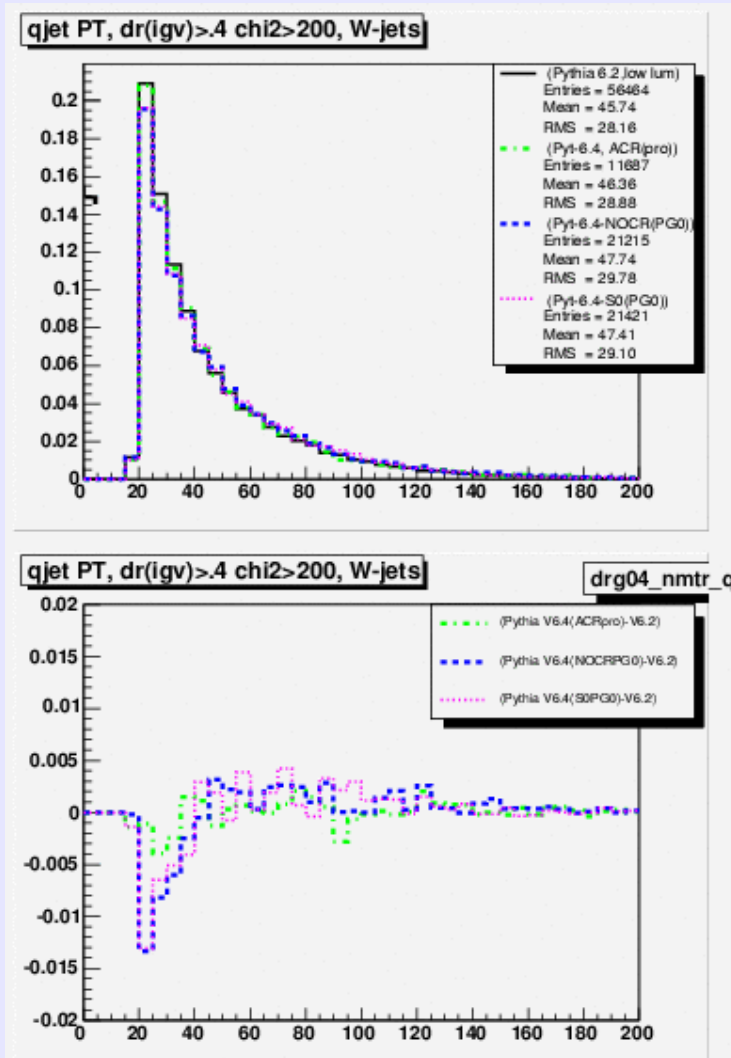 qjet PT, dr(igv)>.4 chi2>200, W-jets
(Pythia 6.2,low lum)
Entries = 56464
Mean = 45.74
RMS = 28.16
(Pyt-6.4, ACR(pro))
Entries = 11687
Mean = 46.36
RMS = 28.88
(Pyt-6.4-NOCR(PG0))
Entries = 21215
Mean = 47.74
RMS = 29.78
(Pyt-6.4-S0(PG0))
Entries = 21421
Mean = 47.41
RMS = 29.10
0.2
0.18
0.16
0.14
0.12
0.1
0.08
0.06
0.04
0.02
0
0 20 40 60 80 100 120 140 160 180 200
qjet PT, dr(igv)>.4 chi2>200, W-jets
drg04_nmtr_q
(Pythia V6.4(ACRpro)-V6.2)
(Pythia V6.4(NOCRPG0)-V6.2)
(Pythia V6.4(S0PG0)-V6.2)
0.02
0.015
0.01
0.005
0
-0.005
-0.01
-0.015
-0.02
0 20 40 60 80 100 120 140 160 180 200